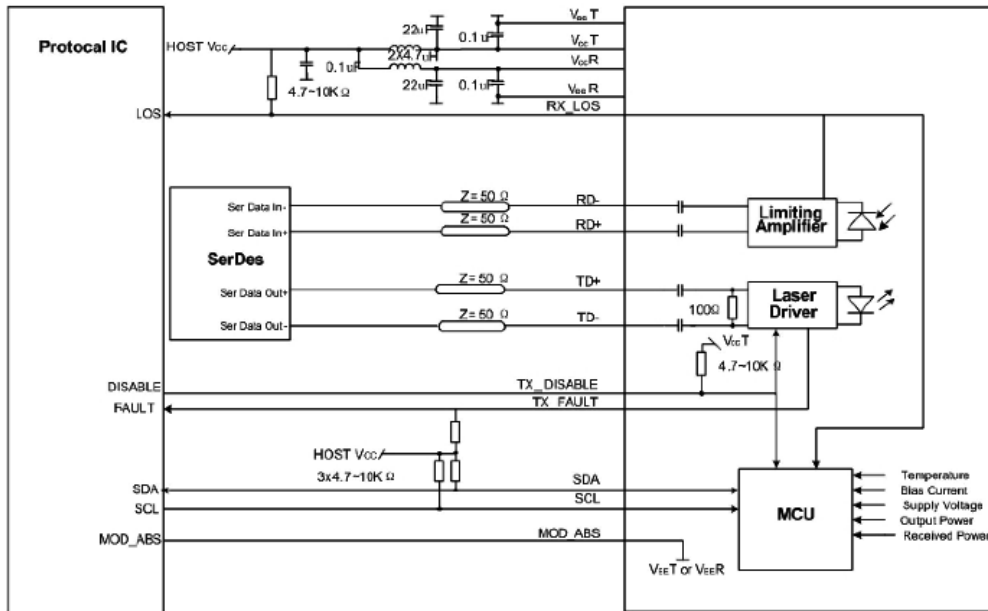 Protocal IC
HOST Vcc
22uF
0.1uF
VEE T
Vcc T
0.1uF
2X4.7uH
VccR
4.7~10K Ω
22uF
0.1uF
VEE R
LOS
RX_LOS
Z= 50 Ω
Ser Data In-
RD-
Z= 50 Ω
Ser Data In+
RD+
Limiting
Amplifier
SerDes
Z= 50 Ω
Ser Data Out+
TD+
Laser
Driver
100Ω
Z= 50 Ω
Ser Data Out-
TD-
VccT
4.7~10K Ω
DISABLE
TX_DISABLE
FAULT
TX_FAULT
HOST Vcc
3x4.7~10K Ω
SDA
SDA
SCL
SCL
MCU
Temperature
Bias Current
Supply Voltage
Output Power
Received Power
MOD_ABS
MOD_ABS
VEET or VEER